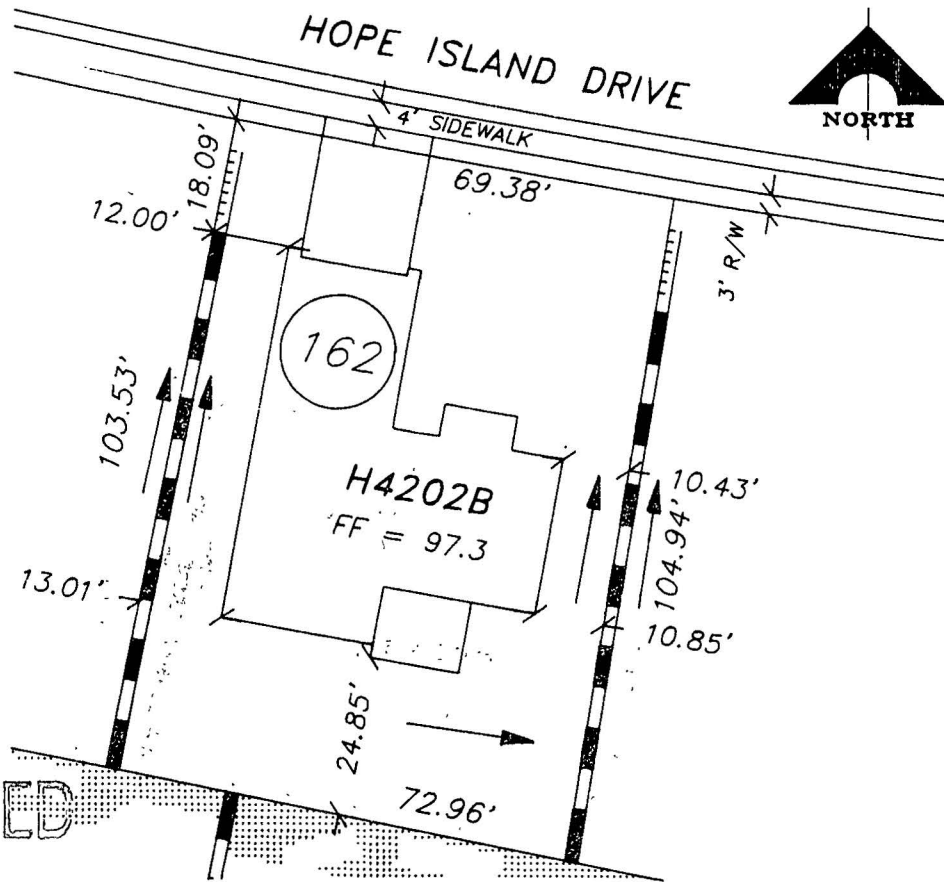 HOPE ISLAND DRIVE
NORTH
4' SIDEWALK
69.38'
18.09'
12.00'
3' R/W
162
103.53'
H4202B
FF = 97.3
10.43'
104.94'
13.01'
10.85'
24.85'
72.96'
ED